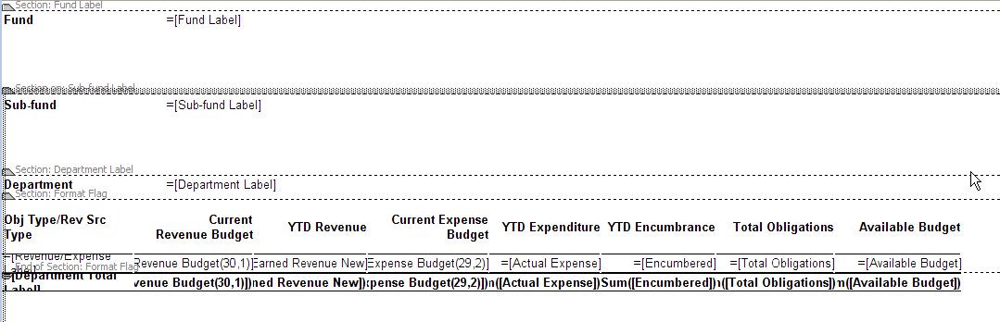 Section: Fund Label
Fund =[Fund Label]
Section on: Sub-fund Label
Sub-fund =[Sub-fund Label]
Section: Department Label
Department =[Department Label]
Section: Format Flag
Obj Type/Rev Src Type Current Revenue Budget YTD Revenue Current Expense Budget YTD Expenditure YTD Encumbrance Total Obligations Available Budget
=[Revenue/Expense Label] Revenue Budget(30,1)] Earned Revenue New] Expense Budget(29,2)] =[Actual Expense] =[Encumbered] =[Total Obligations] =[Available Budget]
End of Section: Format Flag
=[Department Total Label] venue Budget(30,1)]) ned Revenue New]) pense Budget(29,2)]) n([Actual Expense]) Sum([Encumbered]) n([Total Obligations]) n([Available Budget])